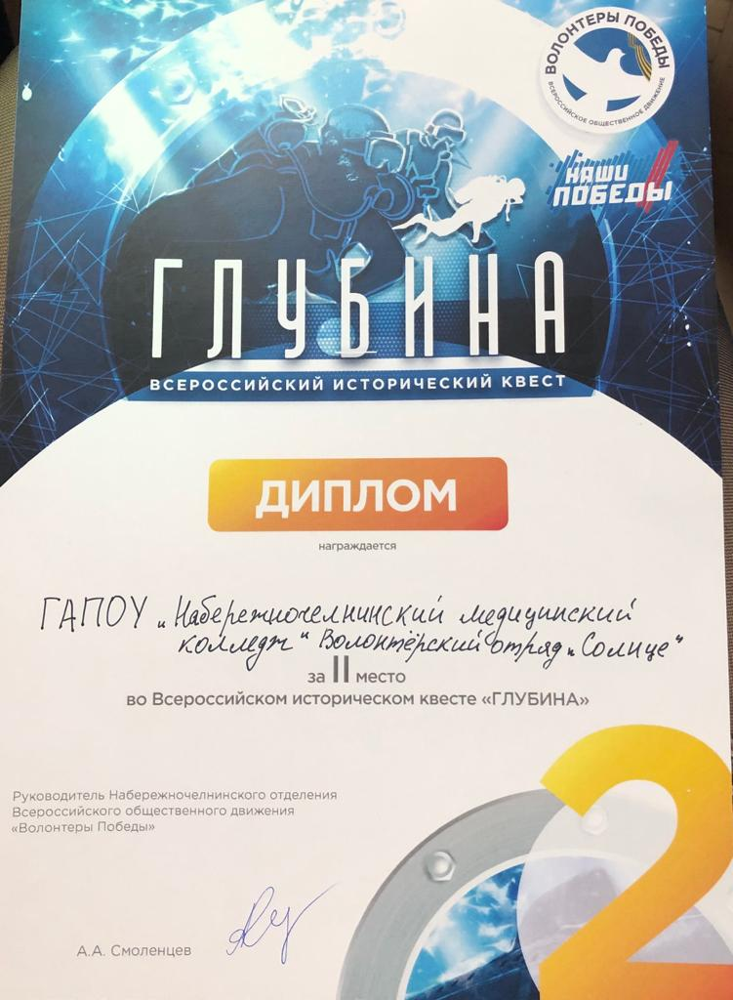 ВОЛОНТЕРЫ ПОБЕДЫ
ВСЕРОССИЙСКОЕ ОБЩЕСТВЕННОЕ ДВИЖЕНИЕ
НАШИ
ПОБЕДЫ
ГЛУБИНА
ВСЕРОССИЙСКИЙ ИСТОРИЧЕСКИЙ КВЕСТ
ДИПЛОМ
награждается
ГАПОУ „Набережночелнинский медицинский
колледж" Волонтёрский отряд „Солнце"
за II место
во Всероссийском историческом квесте «ГЛУБИНА»
2
Руководитель Набережночелнинского отделения
Всероссийского общественного движения
«Волонтеры Победы»
А.А. Смоленцев